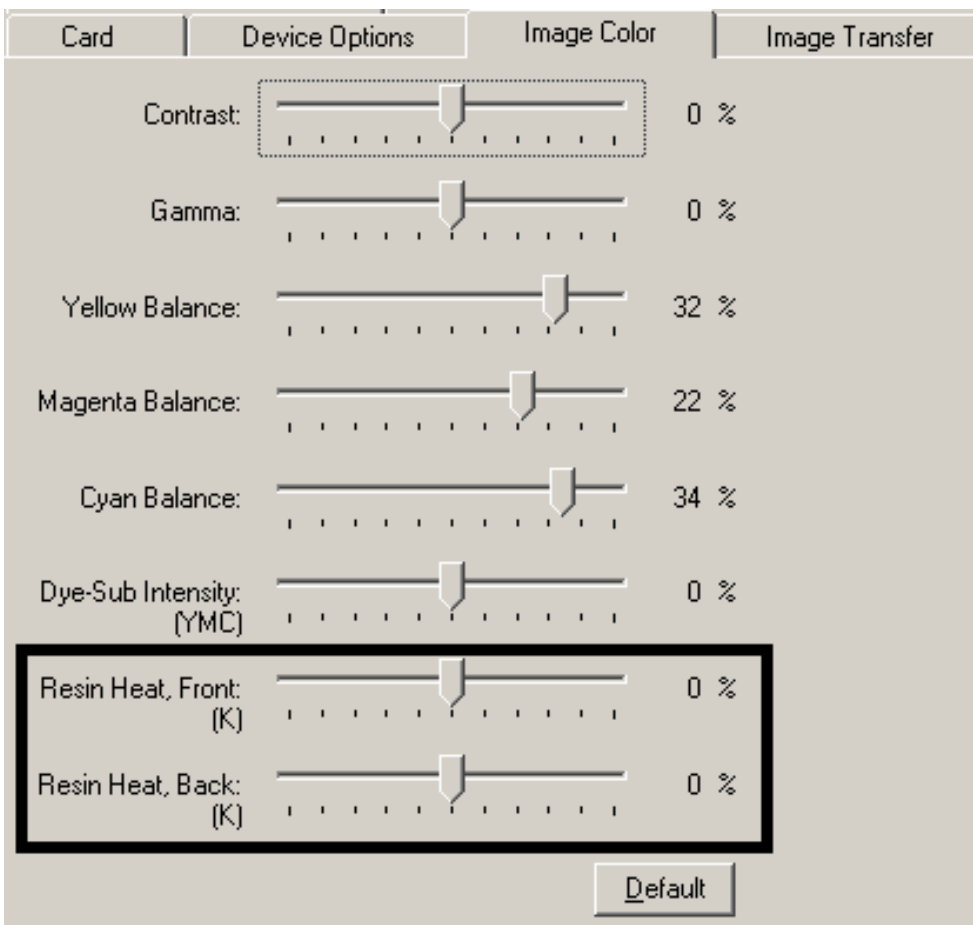 Card Device Options Image Color Image Transfer
Contrast: 0 %
Gamma: 0 %
Yellow Balance: 32 %
Magenta Balance: 22 %
Cyan Balance: 34 %
Dye-Sub Intensity: 0 %
(YMC)
Resin Heat, Front: 0 %
(K)
Resin Heat, Back: 0 %
(K)
Default